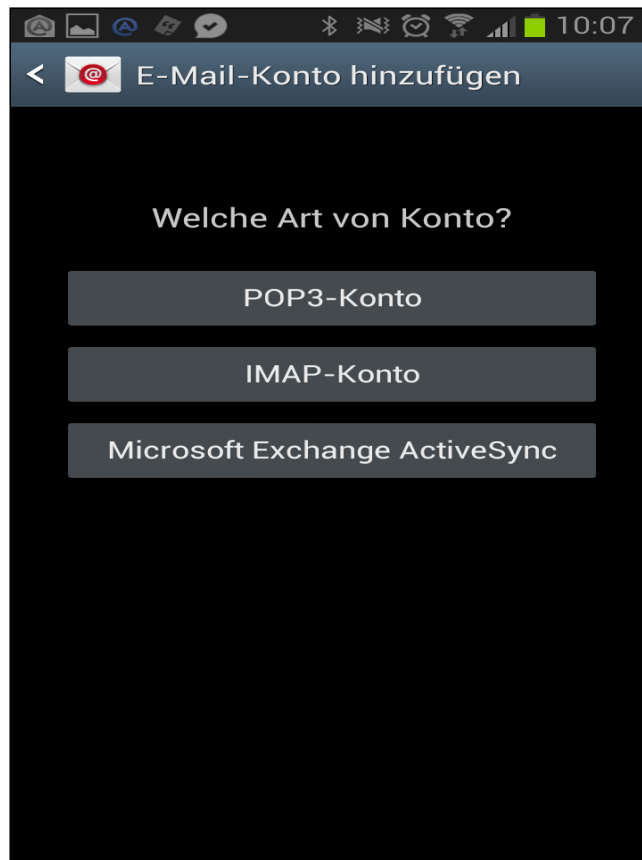 10:07
< E-Mail-Konto hinzufügen
Welche Art von Konto?
POP3-Konto
IMAP-Konto
Microsoft Exchange ActiveSync